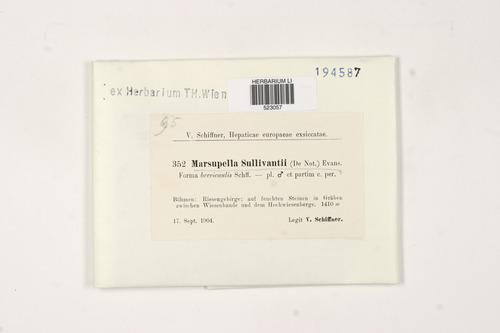 194587
HERBARIUM LI
523057
ex Herbarium TH.Wien
95
V. Schiffner, Hepaticae europaeae exsiccatae.
352 Marsupella Sullivantii (De Not.) Evans.
Forma brevicaulis Schff. — pl. ♂ et partim c. per.
Böhmen: Riesengebirge; auf feuchten Steinen in Gräben
zwischen Wiesenbaude und dem Hochwiesenberge. 1410 m
17. Sept. 1904. Legit V. Schiffner.